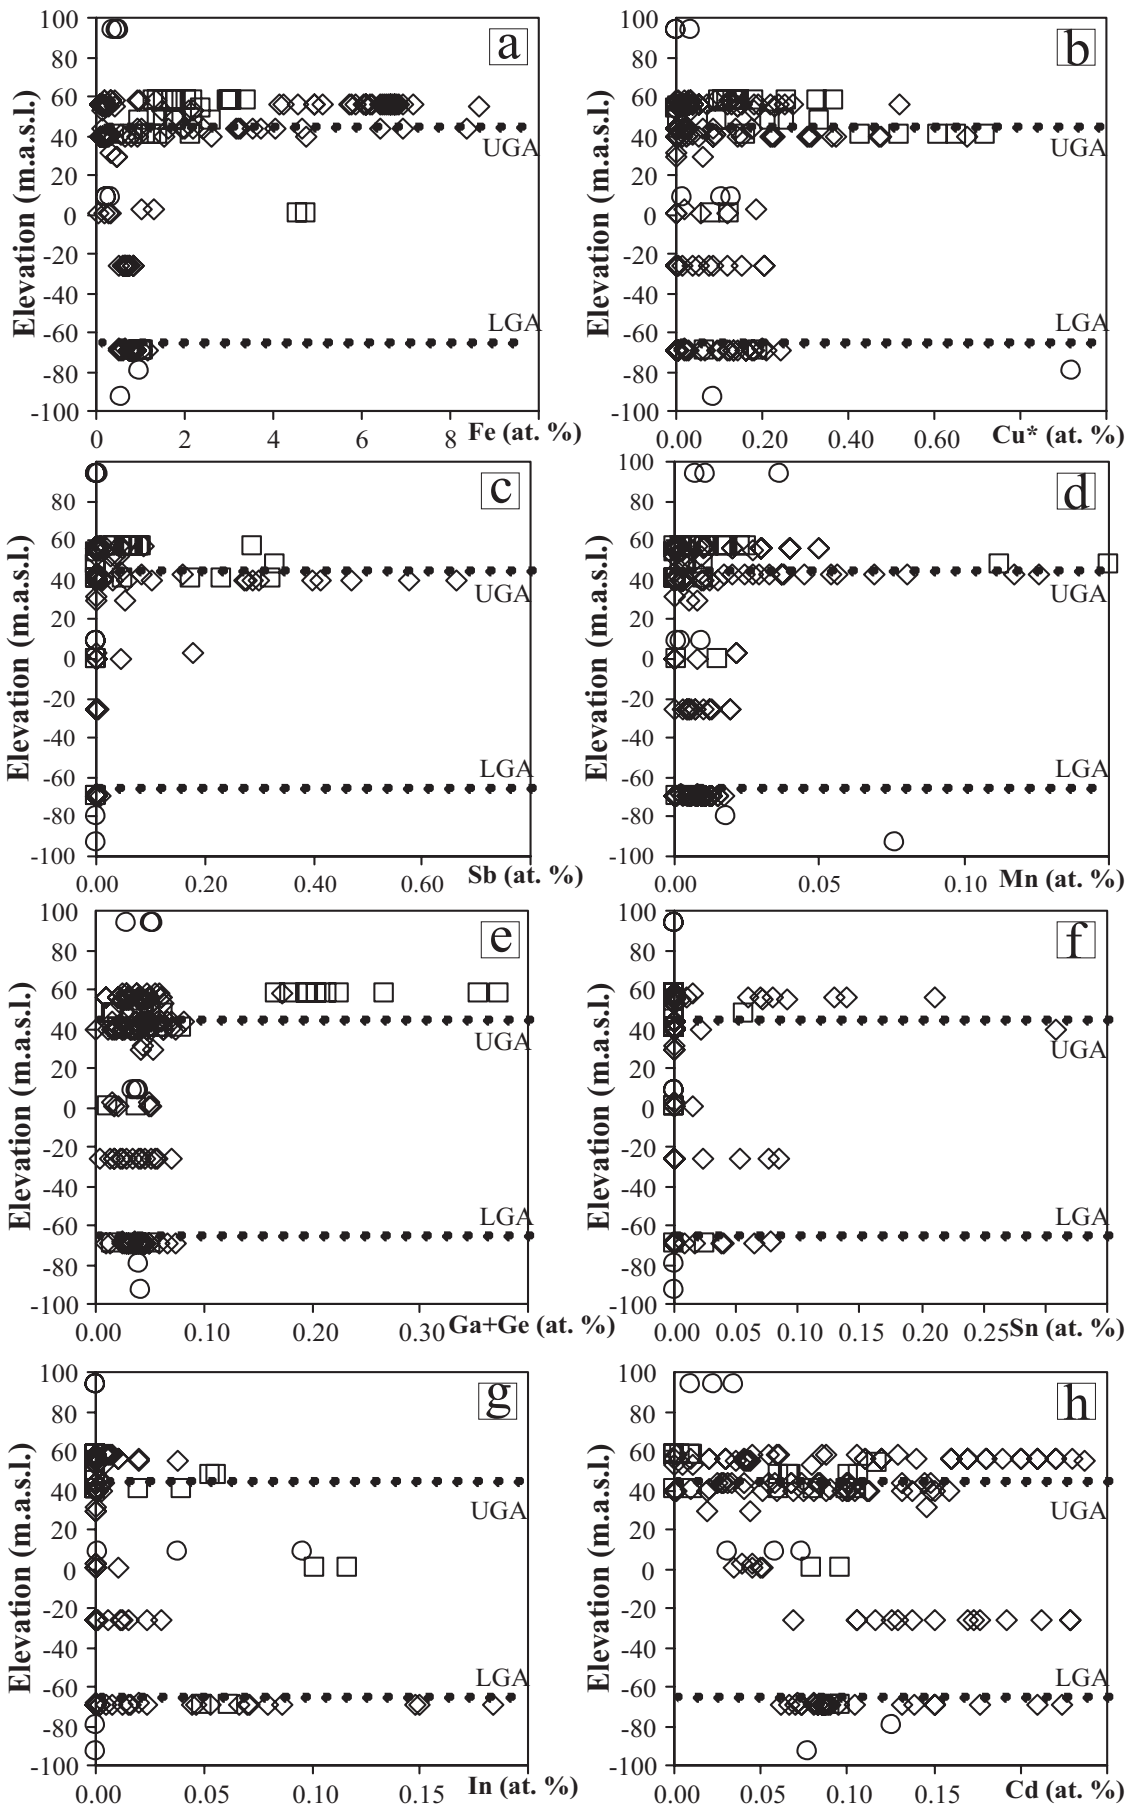 a
Elevation (m.a.s.l.)
100
80
60
40
20
0
-20
-40
-60
-80
-100
UGA
LGA
0 2 4 6 8
Fe (at. %)
b
Elevation (m.a.s.l.)
100
80
60
40
20
0
-20
-40
-60
-80
-100
UGA
LGA
0.00 0.20 0.40 0.60
Cu* (at. %)
c
Elevation (m.a.s.l.)
100
80
60
40
20
0
-20
-40
-60
-80
-100
UGA
LGA
0.00 0.20 0.40 0.60
Sb (at. %)
d
Elevation (m.a.s.l.)
100
80
60
40
20
0
-20
-40
-60
-80
-100
UGA
LGA
0.00 0.05 0.10
Mn (at. %)
e
Elevation (m.a.s.l.)
100
80
60
40
20
0
-20
-40
-60
-80
-100
UGA
LGA
0.00 0.10 0.20 0.30
Ga+Ge (at. %)
f
Elevation (m.a.s.l.)
100
80
60
40
20
0
-20
-40
-60
-80
-100
UGA
LGA
0.00 0.05 0.10 0.15 0.20 0.25
Sn (at. %)
g
Elevation (m.a.s.l.)
100
80
60
40
20
0
-20
-40
-60
-80
-100
UGA
LGA
0.00 0.05 0.10 0.15
In (at. %)
h
Elevation (m.a.s.l.)
100
80
60
40
20
0
-20
-40
-60
-80
-100
UGA
LGA
0.00 0.05 0.10 0.15
Cd (at. %)